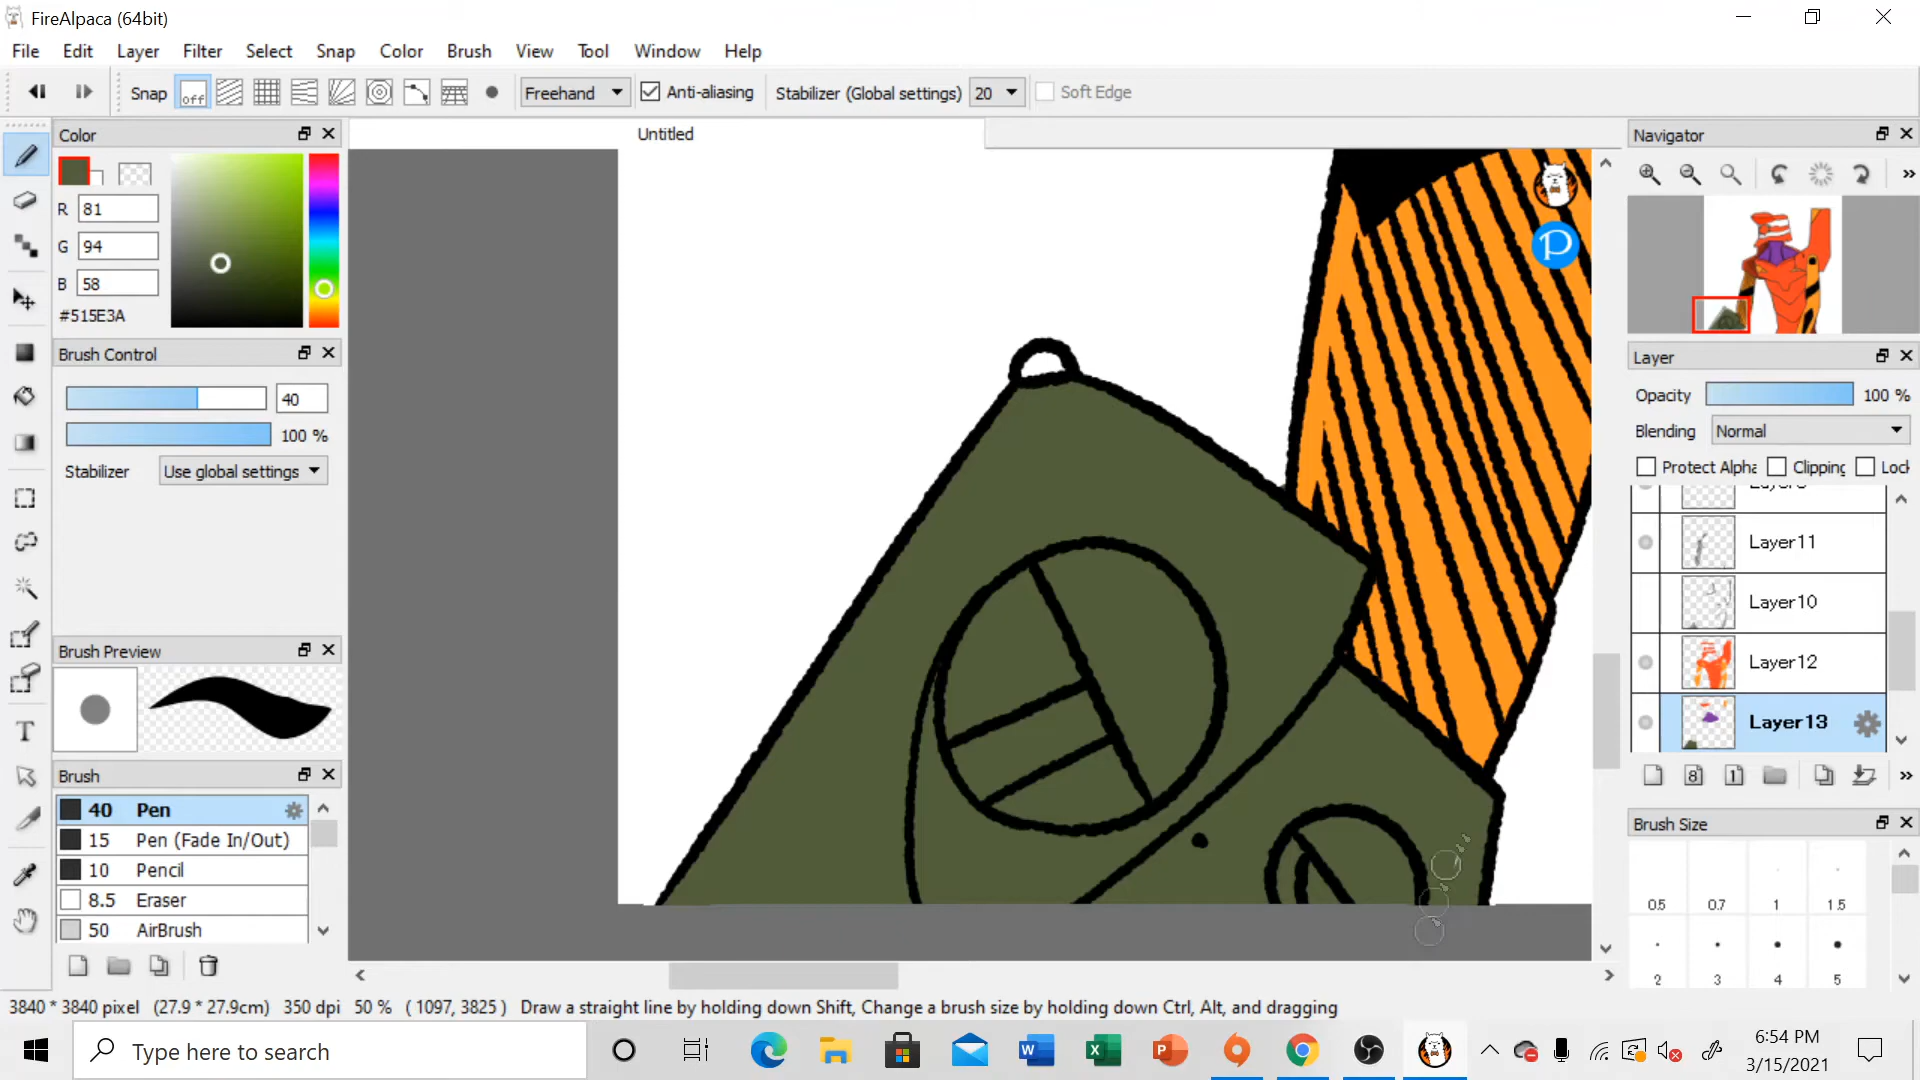 FireAlpaca (64bit)
File Edit Layer Filter Select Snap Color Brush View Tool Window Help
Snap off Freehand Anti-aliasing Stabilizer (Global settings) 20 Soft Edge
Color
Untitled
Navigator
R 81
G 94
B 58
#515E3A
Brush Control
40
100 %
Stabilizer Use global settings
Layer
Opacity 100 %
Blending Normal
Protect Alpha Clipping Lock
Layer11
Layer10
Layer12
Layer13
8 1
Brush Preview
T
Brush
40 Pen
15 Pen (Fade In/Out)
10 Pencil
8.5 Eraser
50 AirBrush
Brush Size
0.5 0.7 1 1.5
2 3 4 5
P
3840 * 3840 pixel (27.9 * 27.9cm) 350 dpi 50 % ( 1097, 3825 ) Draw a straight line by holding down Shift, Change a brush size by holding down Ctrl, Alt, and dragging
Type here to search
W X P
6:54 PM
3/15/2021